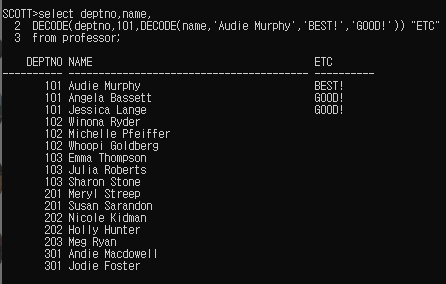 SCOTT>select deptno,name,
  2  DECODE(deptno,101,DECODE(name,'Audie Murphy','BEST!','GOOD!')) "ETC"
  3  from professor;
    DEPTNO NAME                                     ETC
---------- ---------------------------------------- ----------
       101 Audie Murphy                             BEST!
       101 Angela Bassett                           GOOD!
       101 Jessica Lange                            GOOD!
       102 Winona Ryder
       102 Michelle Pfeiffer
       102 Whoopi Goldberg
       103 Emma Thompson
       103 Julia Roberts
       103 Sharon Stone
       201 Meryl Streep
       201 Susan Sarandon
       202 Nicole Kidman
       202 Holly Hunter
       203 Meg Ryan
       301 Andie Macdowell
       301 Jodie Foster